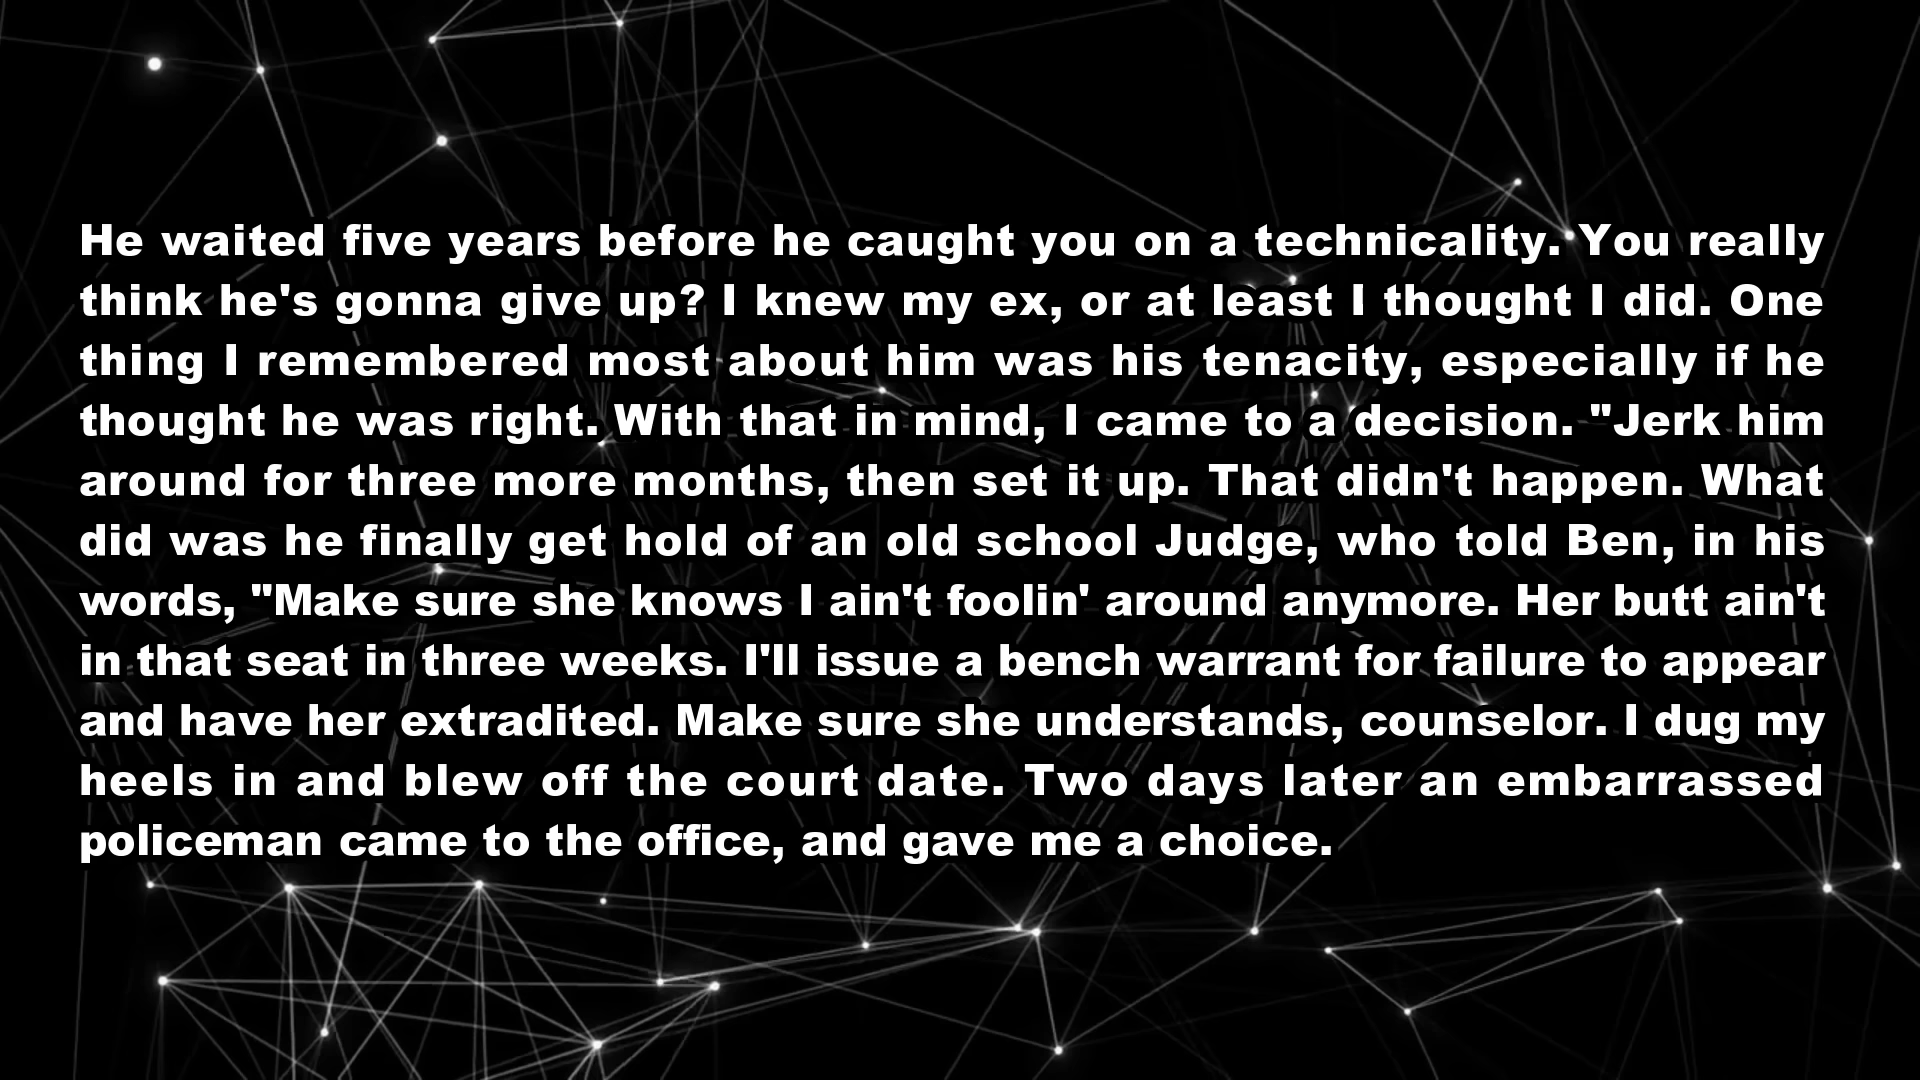 He waited five years before he caught you on a technicality. You really
think he's gonna give up? I knew my ex, or at least I thought I did. One
thing I remembered most about him was his tenacity, especially if he
thought he was right. With that in mind, I came to a decision. "Jerk him
around for three more months, then set it up. That didn't happen. What
did was he finally get hold of an old school Judge, who told Ben, in his
words, "Make sure she knows I ain't foolin' around anymore. Her butt ain't
in that seat in three weeks. I'll issue a bench warrant for failure to appear
and have her extradited. Make sure she understands, counselor. I dug my
heels in and blew off the court date. Two days later an embarrassed
policeman came to the office, and gave me a choice.